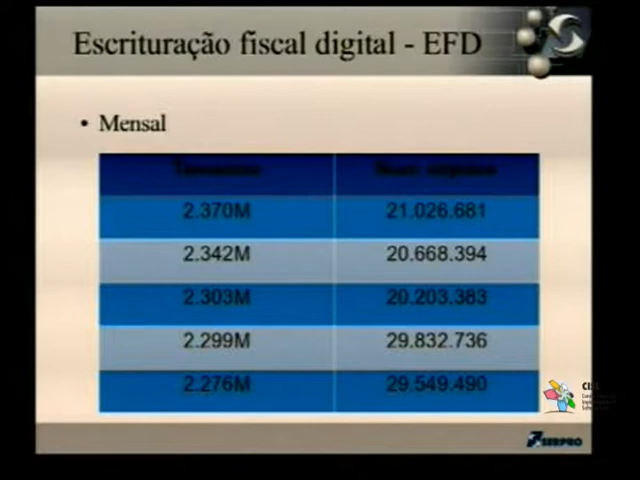 Escrituração fiscal digital - EFD
• Mensal
2.370M 21.026.681
2.342M 20.668.394
2.303M 20.203.383
2.299M 29.832.736
2.276M 29.549.490
SERPRO